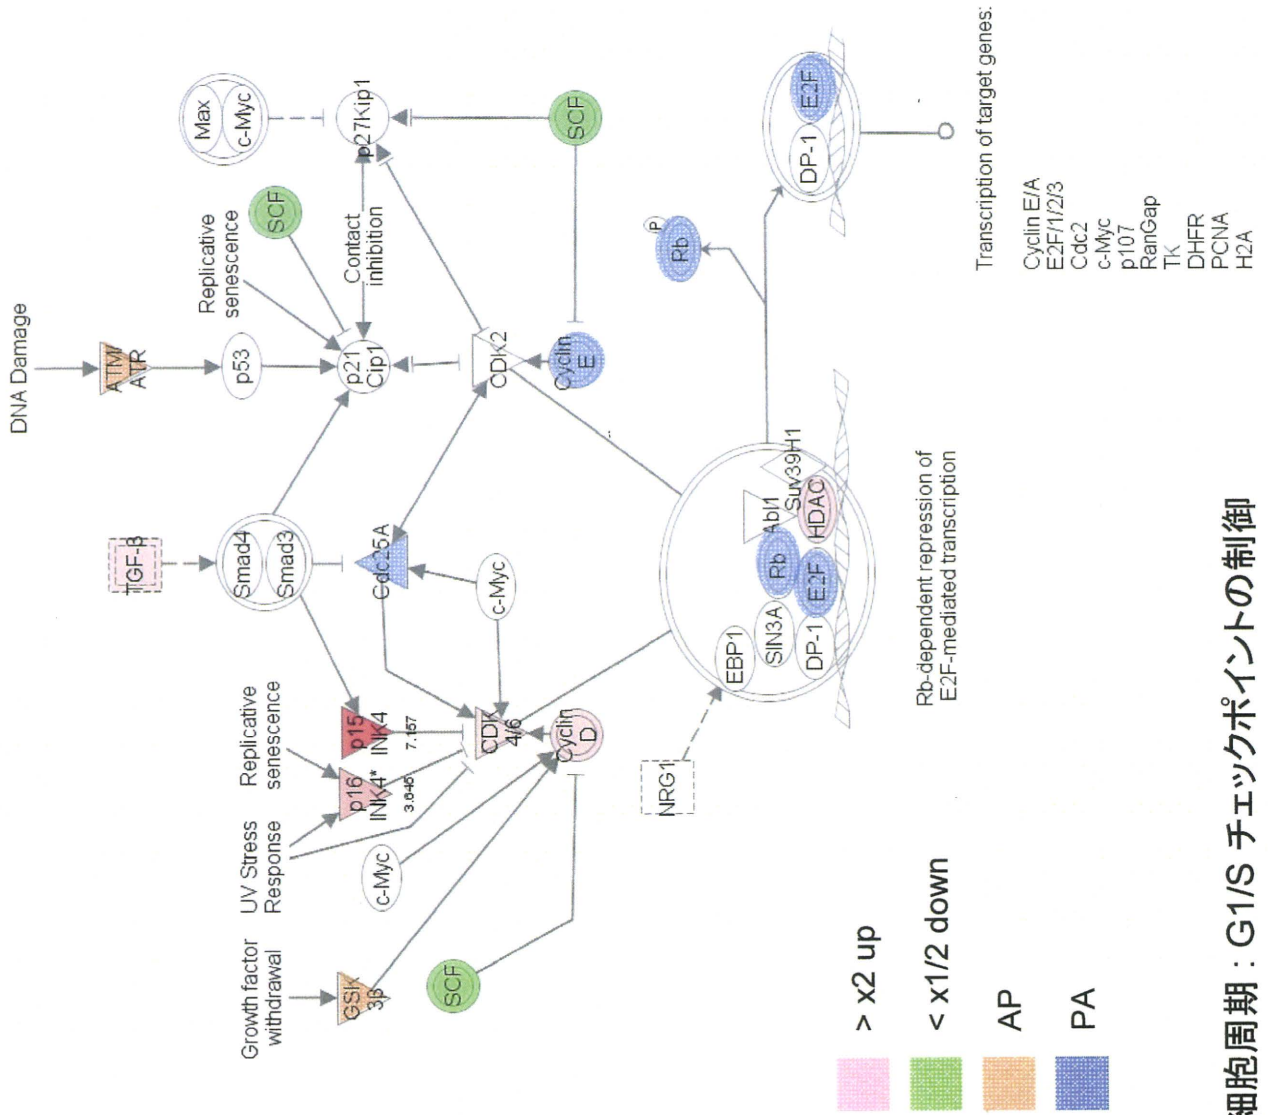 DNA Damage
Growth factor
withdrawal
UV Stress
Response
Replicative
senescence
TGF-β
ATM/
ATR
Replicative
senescence
Max
c-Myc
GSK
3β
c-Myc
p16
INK4*
3.645
p15
INK4
7.157
Smad4
Smad3
p53
SCF
p21
Cip1
Contact
inhibition
p27Kip1
SCF
Cdc25A
c-Myc
CDK
4/6
Cyclin
D
CDK2
Cyclin
E
SCF
NRG1
EBP1
SIN3A
DP-1
Rb
E2F
Abl1
Suv39H1
HDAC
Rb
P
DP-1
E2F
Rb-dependent repression of
E2F-mediated transcription
Transcription of target genes:
Cyclin E/A
E2F/1/2/3
Cdc2
c-Myc
p107
RanGap
TK
DHFR
PCNA
H2A
> x2 up
< x1/2 down
AP
PA
細胞周期：G1/S チェックポイントの制御